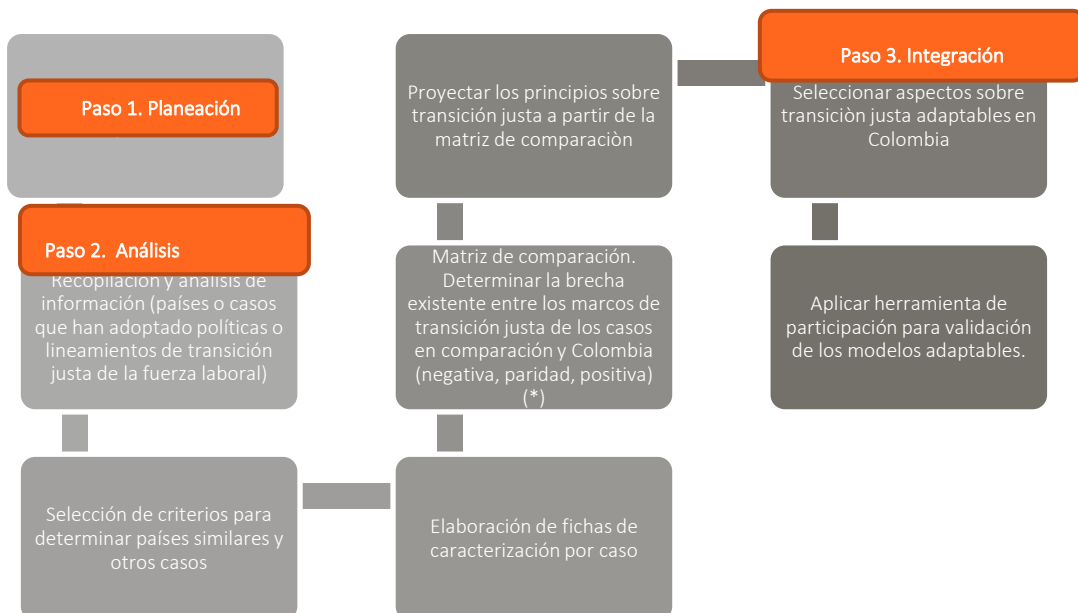 Paso 1. Planeación
Paso 2. Análisis
Recopilación y análisis de
información (países o casos
que han adoptado políticas o
lineamientos de transición
justa de la fuerza laboral)
Selección de criterios para
determinar países similares y
otros casos
Elaboración de fichas de
caracterización por caso
Matriz de comparación.
Determinar la brecha
existente entre los marcos de
transición justa de los casos
en comparación y Colombia
(negativa, paridad, positiva)
(*)
Proyectar los principios sobre
transición justa a partir de la
matriz de comparaciòn
Paso 3. Integración
Seleccionar aspectos sobre
transiciòn justa adaptables en
Colombia
Aplicar herramienta de
participación para validación
de los modelos adaptables.